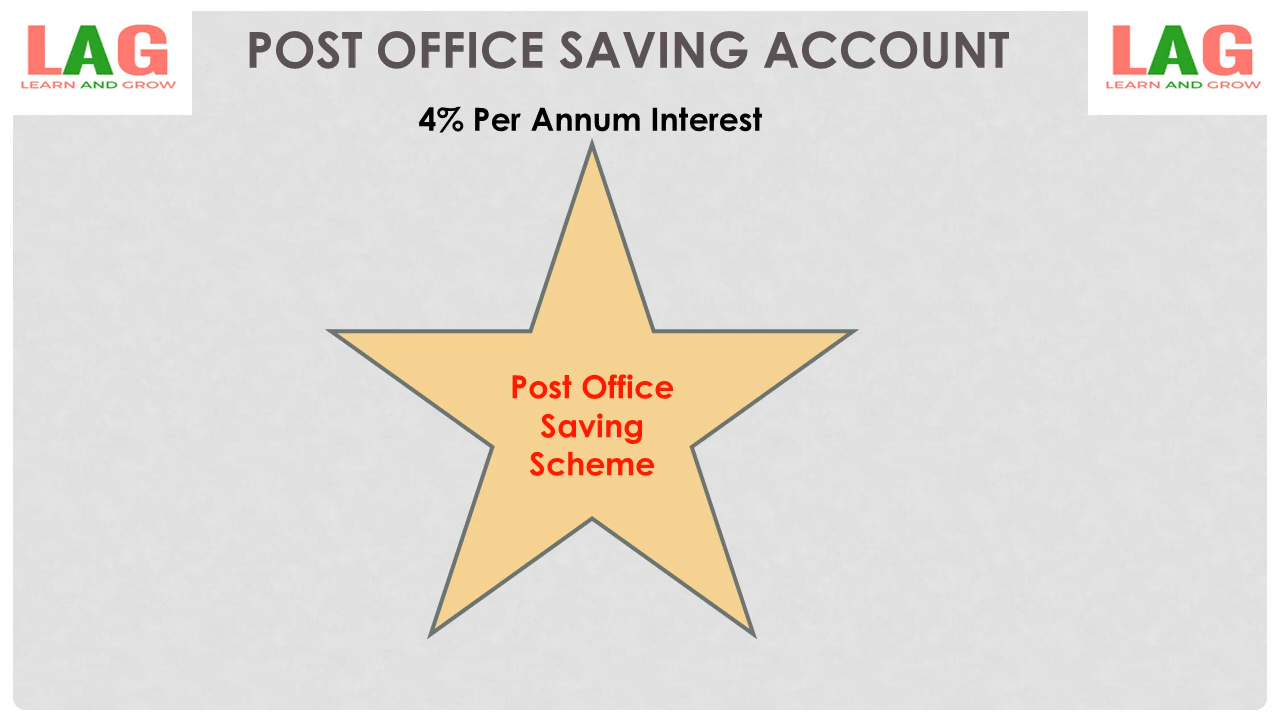 LAG
LEARN AND GROW
POST OFFICE SAVING ACCOUNT
LAG
LEARN AND GROW
4% Per Annum Interest
Post Office
Saving
Scheme